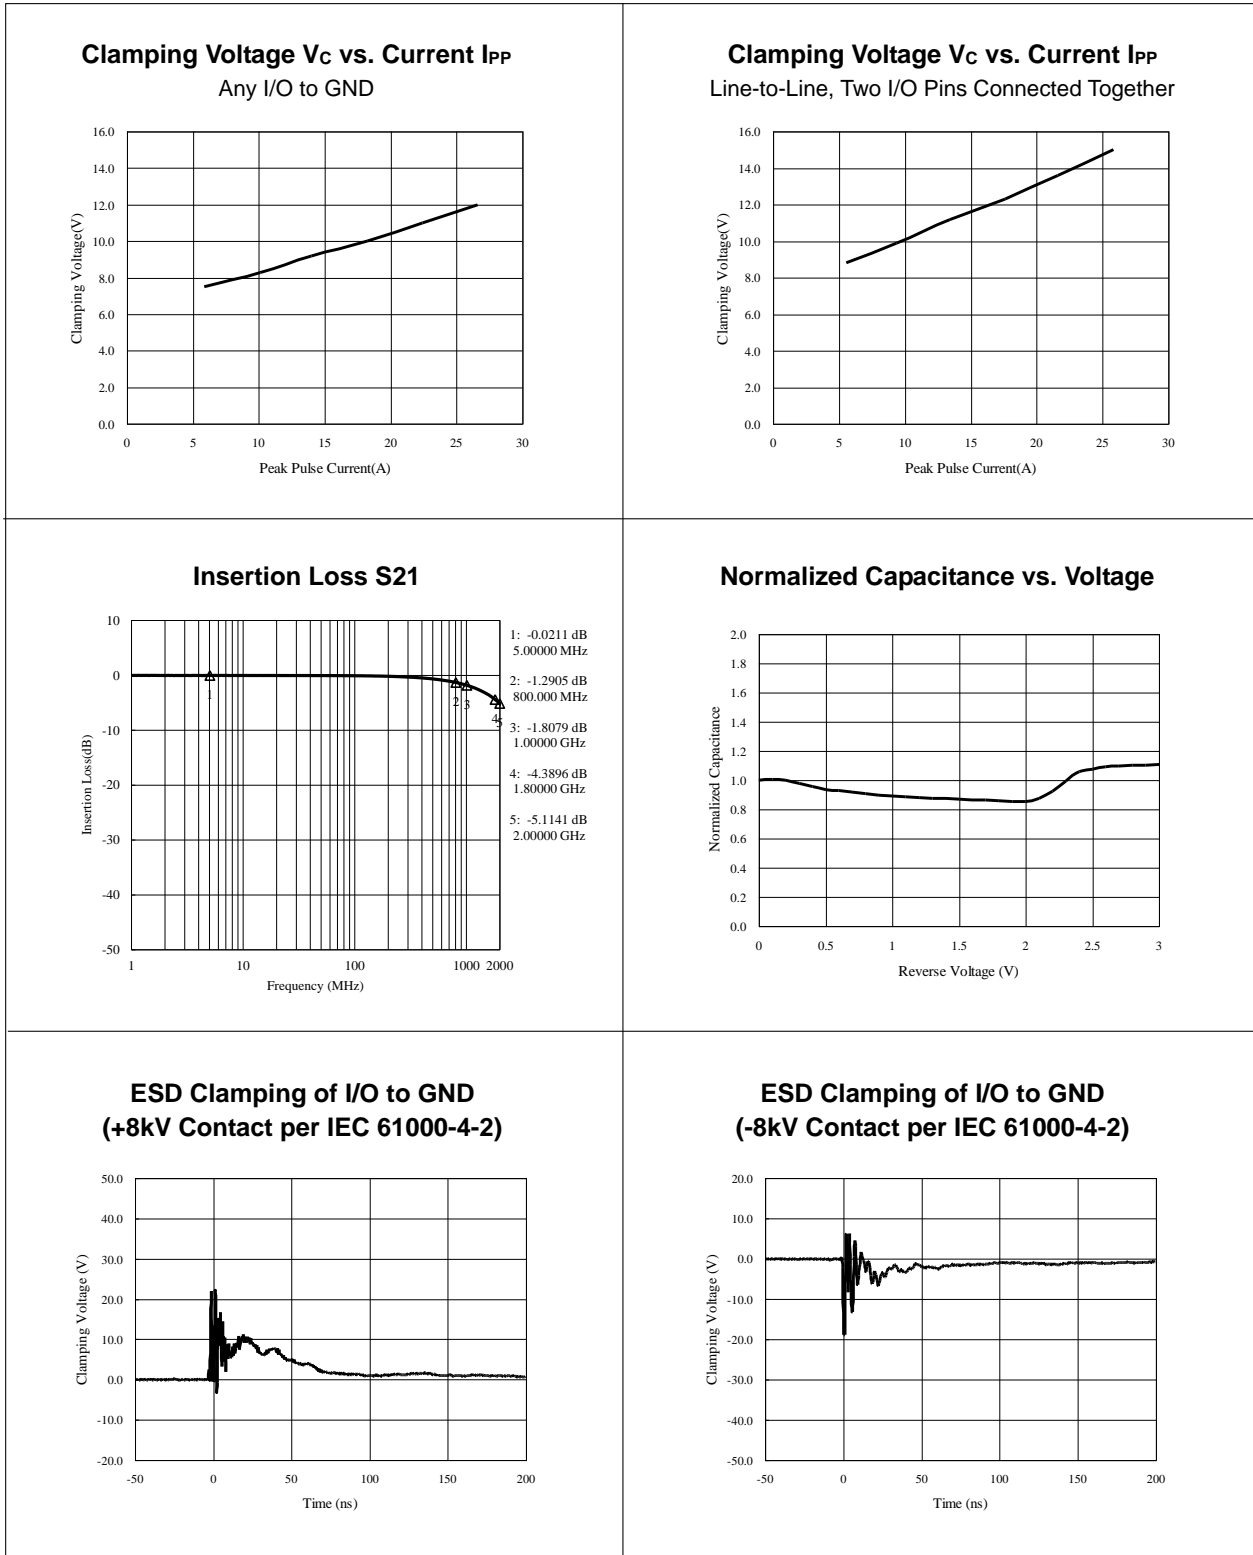 Clamping Voltage VC vs. Current IPP
Any I/O to GND
16.0
14.0
12.0
10.0
8.0
6.0
4.0
2.0
0.0
Clamping Voltage(V)
0 5 10 15 20 25 30
Peak Pulse Current(A)
Clamping Voltage VC vs. Current IPP
Line-to-Line, Two I/O Pins Connected Together
16.0
14.0
12.0
10.0
8.0
6.0
4.0
2.0
0.0
Clamping Voltage(V)
0 5 10 15 20 25 30
Peak Pulse Current(A)
Insertion Loss S21
10
0
-10
-20
-30
-40
-50
Insertion Loss(dB)
1 2 3 4 5
1: -0.0211 dB
5.00000 MHz
2: -1.2905 dB
800.000 MHz
3: -1.8079 dB
1.00000 GHz
4: -4.3896 dB
1.80000 GHz
5: -5.1141 dB
2.00000 GHz
1 10 100 1000 2000
Frequency (MHz)
Normalized Capacitance vs. Voltage
2.0
1.8
1.6
1.4
1.2
1.0
0.8
0.6
0.4
0.2
0.0
Normalized Capacitance
0 0.5 1 1.5 2 2.5 3
Reverse Voltage (V)
ESD Clamping of I/O to GND
(+8kV Contact per IEC 61000-4-2)
50.0
40.0
30.0
20.0
10.0
0.0
-10.0
-20.0
Clamping Voltage (V)
-50 0 50 100 150 200
Time (ns)
ESD Clamping of I/O to GND
(-8kV Contact per IEC 61000-4-2)
20.0
10.0
0.0
-10.0
-20.0
-30.0
-40.0
-50.0
Clamping Voltage (V)
-50 0 50 100 150 200
Time (ns)